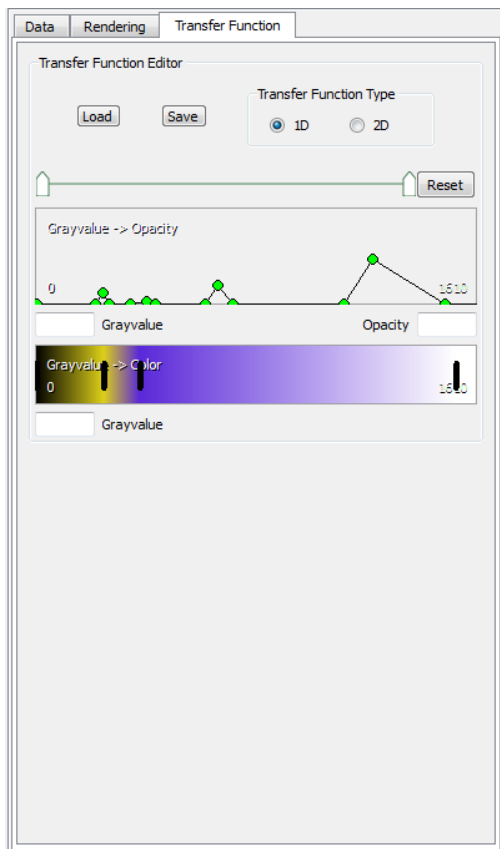 Data Rendering Transfer Function
Transfer Function Editor
Transfer Function Type
Load Save 1D 2D
Reset
Grayvalue -> Opacity
0 1610
Grayvalue Opacity
Grayvalue -> Color
0 1610
Grayvalue